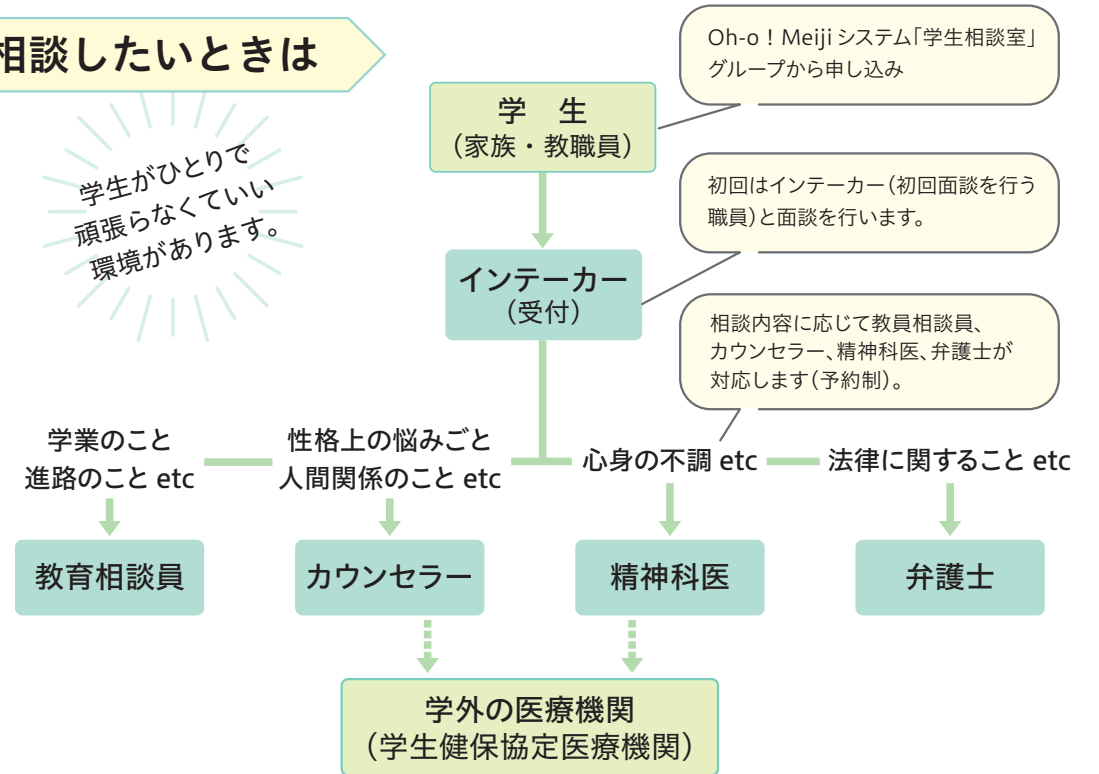 相談したいときは
学生がひとりで
頑張らなくていい
環境があります。
学　生
（家族・教職員）
Oh-o！Meijiシステム「学生相談室」
グループから申し込み
インテーカー
（受付）
初回はインテーカー（初回面談を行う
職員）と面談を行います。
相談内容に応じて教員相談員、
カウンセラー、精神科医、弁護士が
対応します（予約制）。
学業のこと
進路のこと etc
性格上の悩みごと
人間関係のこと etc
心身の不調 etc
法律に関すること etc
教育相談員
カウンセラー
精神科医
弁護士
学外の医療機関
（学生健保協定医療機関）